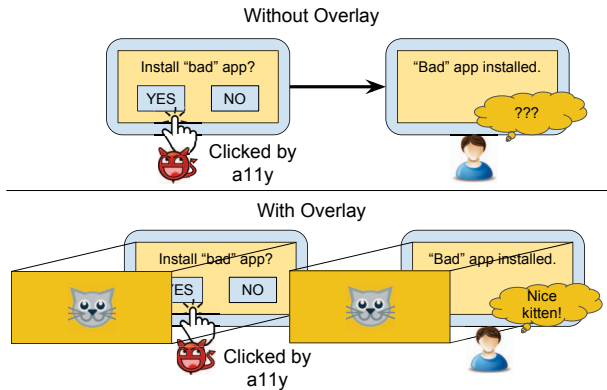 Without Overlay
Install “bad” app?
YES
NO
Clicked by
a11y
“Bad” app installed.
???
With Overlay
Install “bad” app?
YES
NO
Clicked by
a11y
“Bad” app installed.
Nice
kitten!